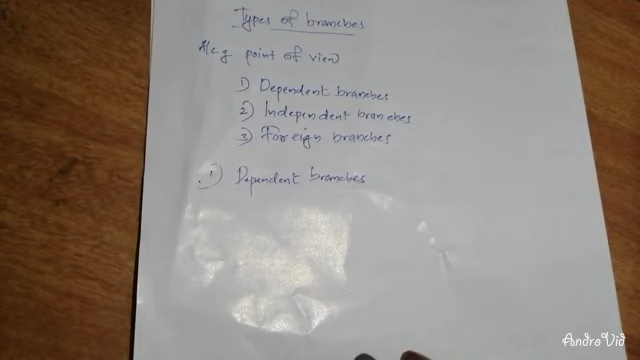 Types of branches
A/c g point of view
1) Dependent branches
2) Independent branches
3) Foreign branches
1) Dependent branches
AndroVid